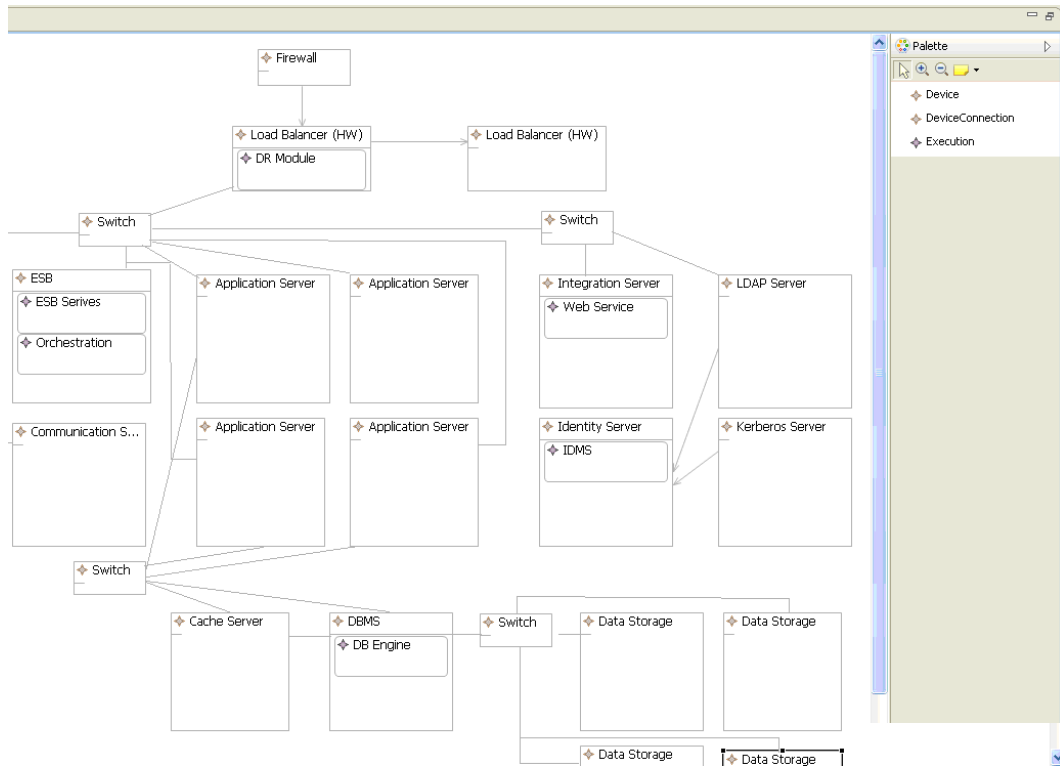 Palette
Firewall
Device
DeviceConnection
Execution
Load Balancer (HW)
Load Balancer (HW)
DR Module
Switch
Switch
ESB
Application Server
Application Server
Integration Server
LDAP Server
ESB Serives
Web Service
Orchestration
Communication S...
Application Server
Application Server
Identity Server
Kerberos Server
IDMS
Switch
Cache Server
DBMS
Switch
Data Storage
Data Storage
DB Engine
Data Storage
Data Storage